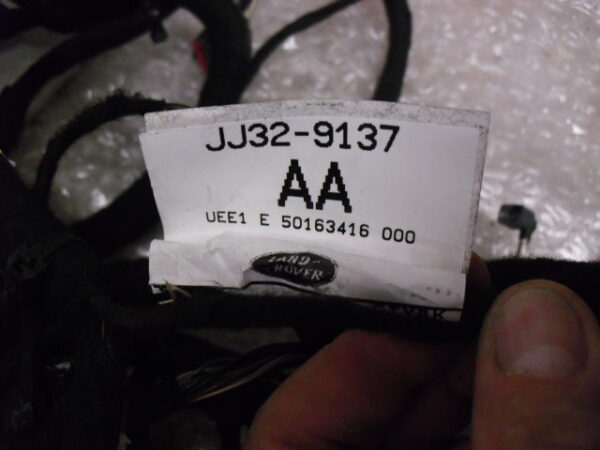 JJ32-9137
AA
UEE1 E 50163416 000
LAND
ROVER